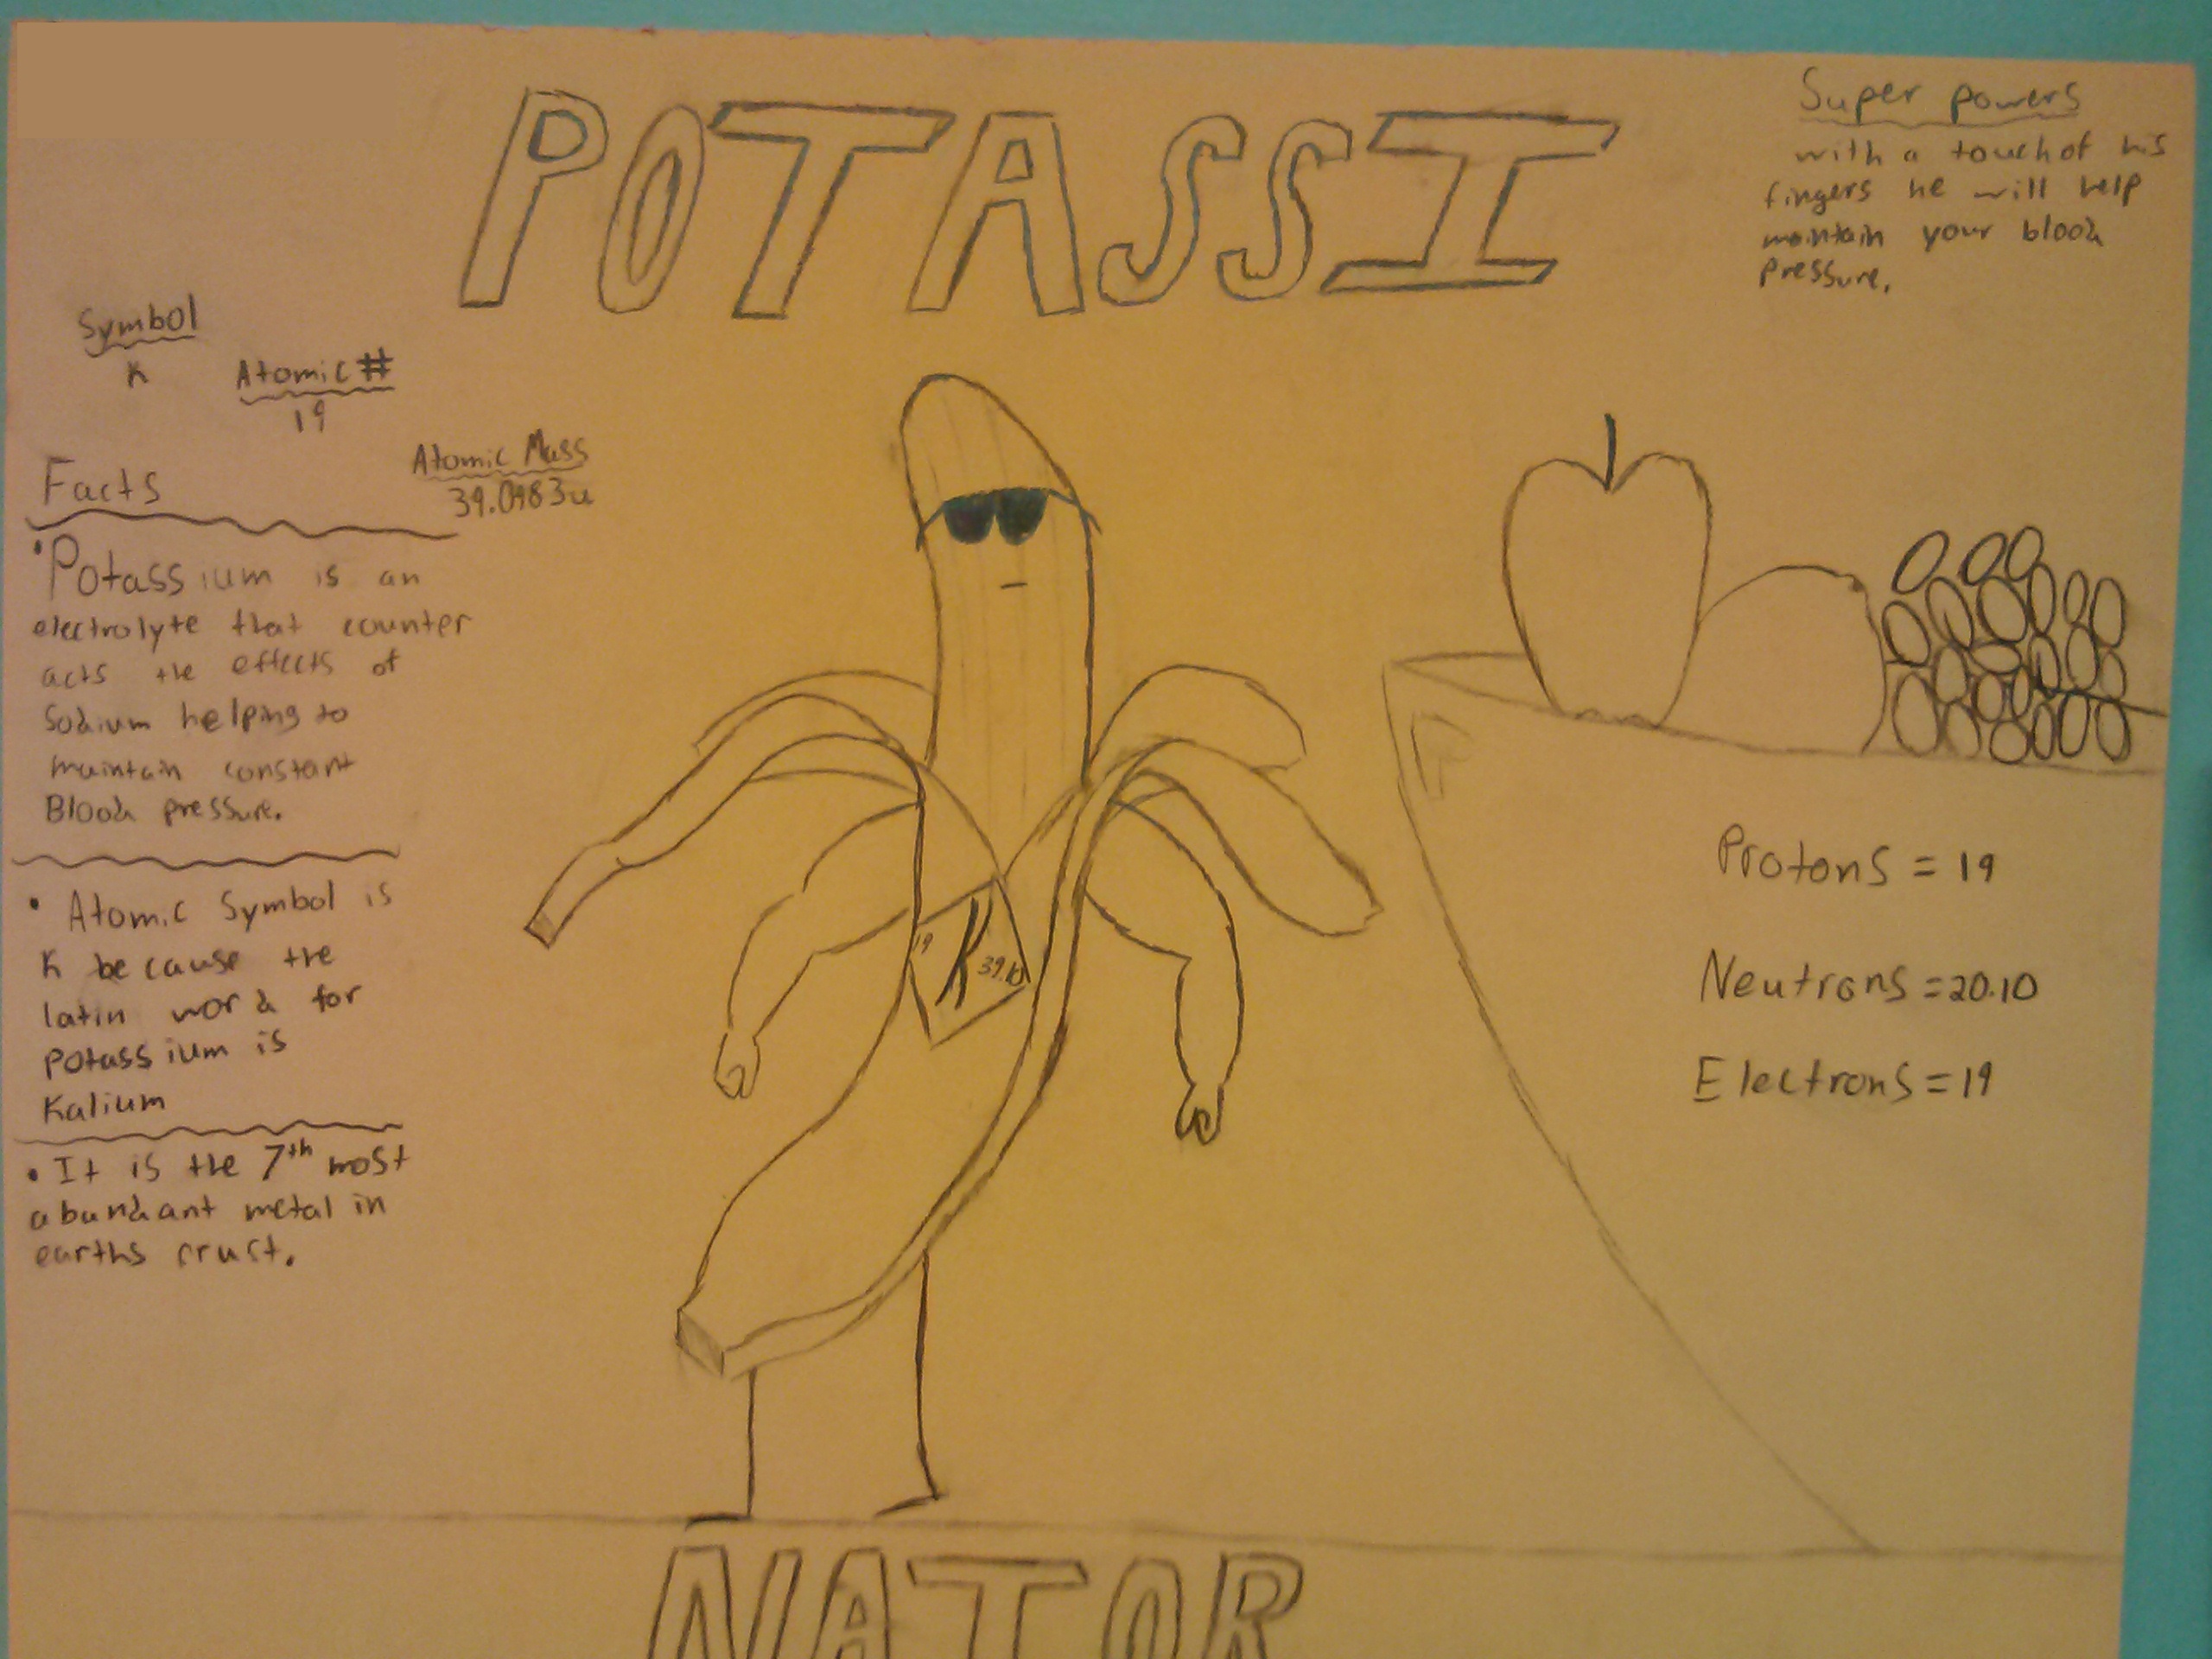 POTASSI
Super powers
with a touch of his
fingers he will help
maintain your blood
pressure.
Symbol
K
Atomic #
19
Atomic Mass
39.0983u
Facts
• Potassium is an
electrolyte that counter
acts the effects of
Sodium helping to
maintain constant
Blood pressure.
• Atomic Symbol is
K because the
latin word for
Potassium is
Kalium
• It is the 7th most
abundant metal in
earths crust.
19 K 39.10
Protons = 19
Neutrons = 20.10
Electrons = 19
NATOR